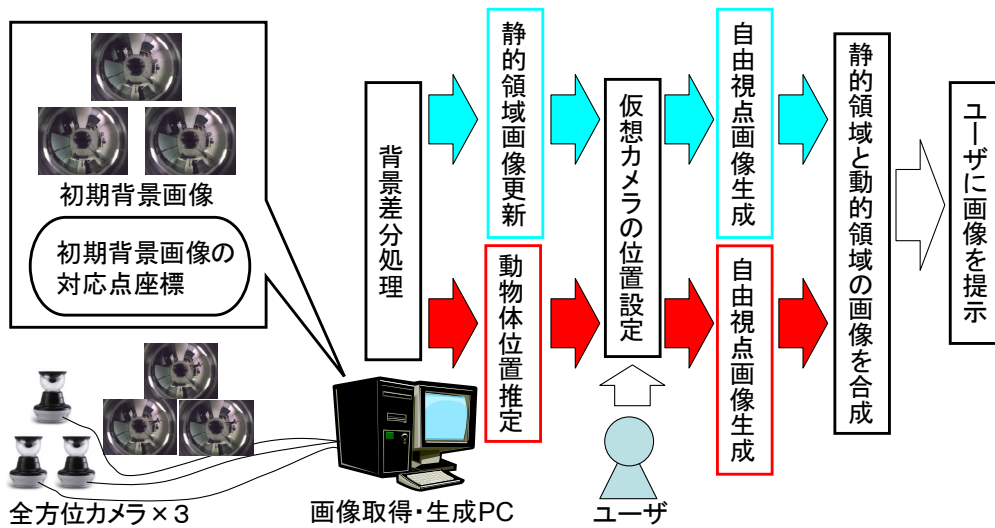 初期背景画像
初期背景画像の
対応点座標
全方位カメラ×3
画像取得・生成PC
背景差分処理
静的領域画像更新
動物体位置推定
仮想カメラの位置設定
ユーザ
自由視点画像生成
自由視点画像生成
静的領域と動的領域の画像を合成
ユーザに画像を提示